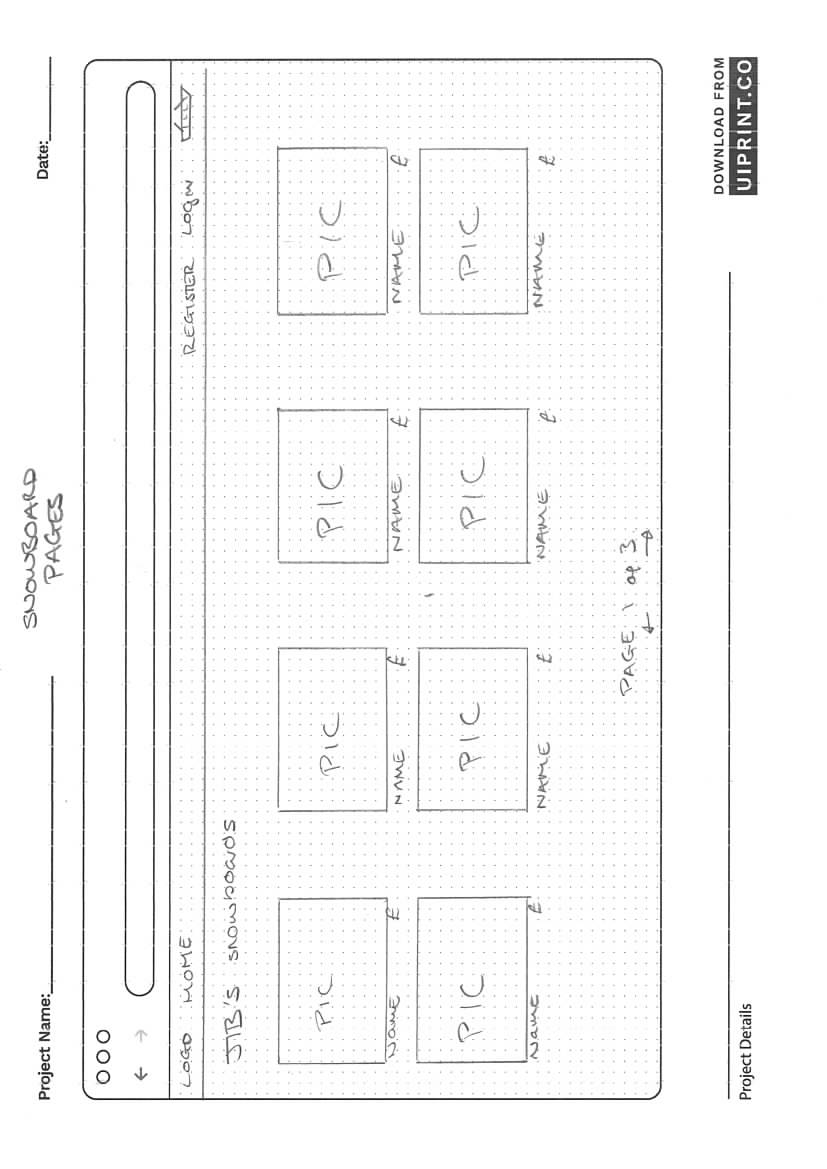 SNOWBOARD
PAGES
Project Name:
Date:
LOGO HOME REGISTER Login
JTB'S snowboards
PIC PIC PIC PIC
Name £ NAME £ NAME £ NAME £
PIC PIC PIC PIC
Name £ NAME £ NAME £ NAME £
PAGE 1 of 3
← →
Project Details
DOWNLOAD FROM
UIPRINT.CO